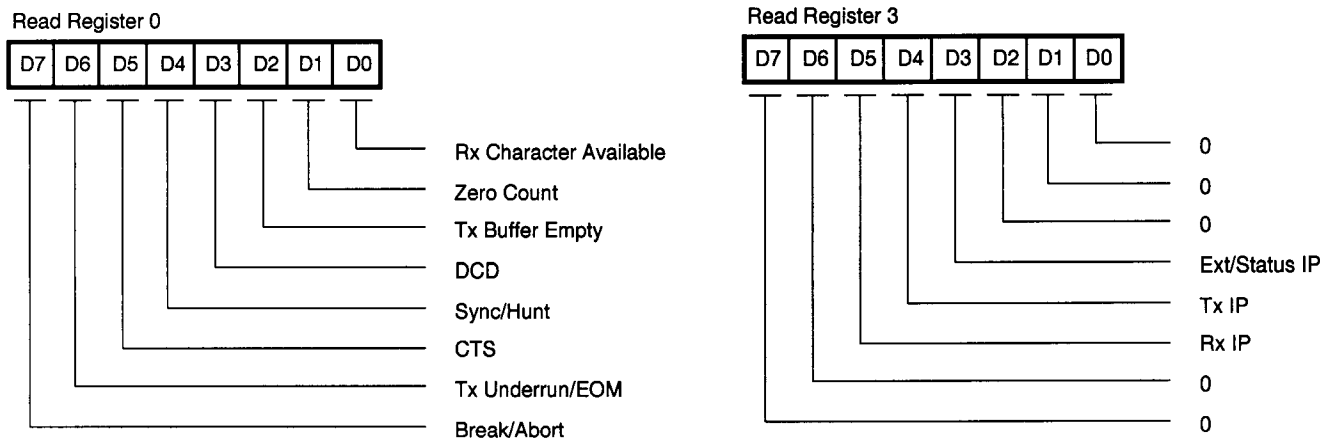 Read Register 0
D7 D6 D5 D4 D3 D2 D1 D0
Rx Character Available
Zero Count
Tx Buffer Empty
DCD
Sync/Hunt
CTS
Tx Underrun/EOM
Break/Abort
Read Register 3
D7 D6 D5 D4 D3 D2 D1 D0
0
0
0
Ext/Status IP
Tx IP
Rx IP
0
0